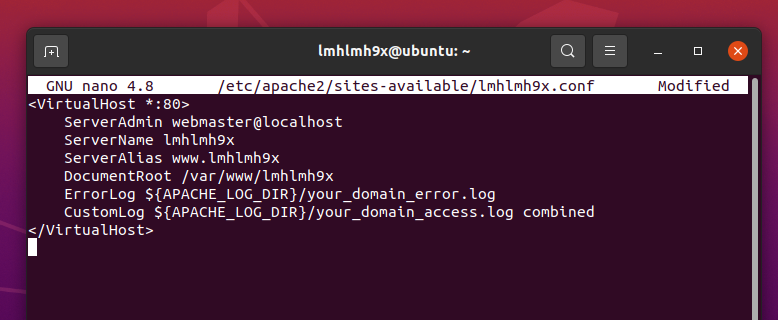 lmhlmh9x@ubuntu: ~
GNU nano 4.8 /etc/apache2/sites-available/lmhlmh9x.conf Modified
<VirtualHost *:80>
    ServerAdmin webmaster@localhost
    ServerName lmhlmh9x
    ServerAlias www.lmhlmh9x
    DocumentRoot /var/www/lmhlmh9x
    ErrorLog ${APACHE_LOG_DIR}/your_domain_error.log
    CustomLog ${APACHE_LOG_DIR}/your_domain_access.log combined
</VirtualHost>